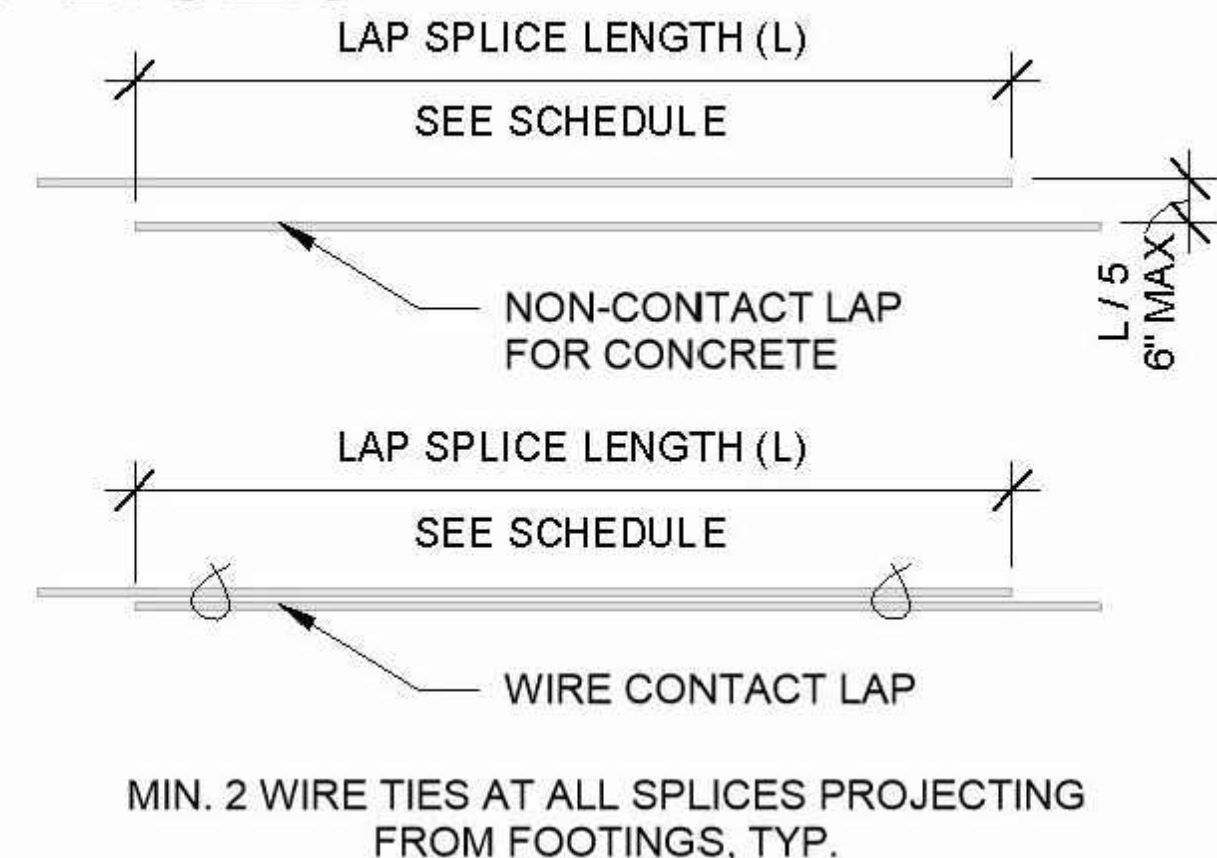 LAP SPLICE LENGTH (L)
SEE SCHEDULE
L / 5
6" MAX
NON-CONTACT LAP
FOR CONCRETE
LAP SPLICE LENGTH (L)
SEE SCHEDULE
WIRE CONTACT LAP
MIN. 2 WIRE TIES AT ALL SPLICES PROJECTING
FROM FOOTINGS, TYP.